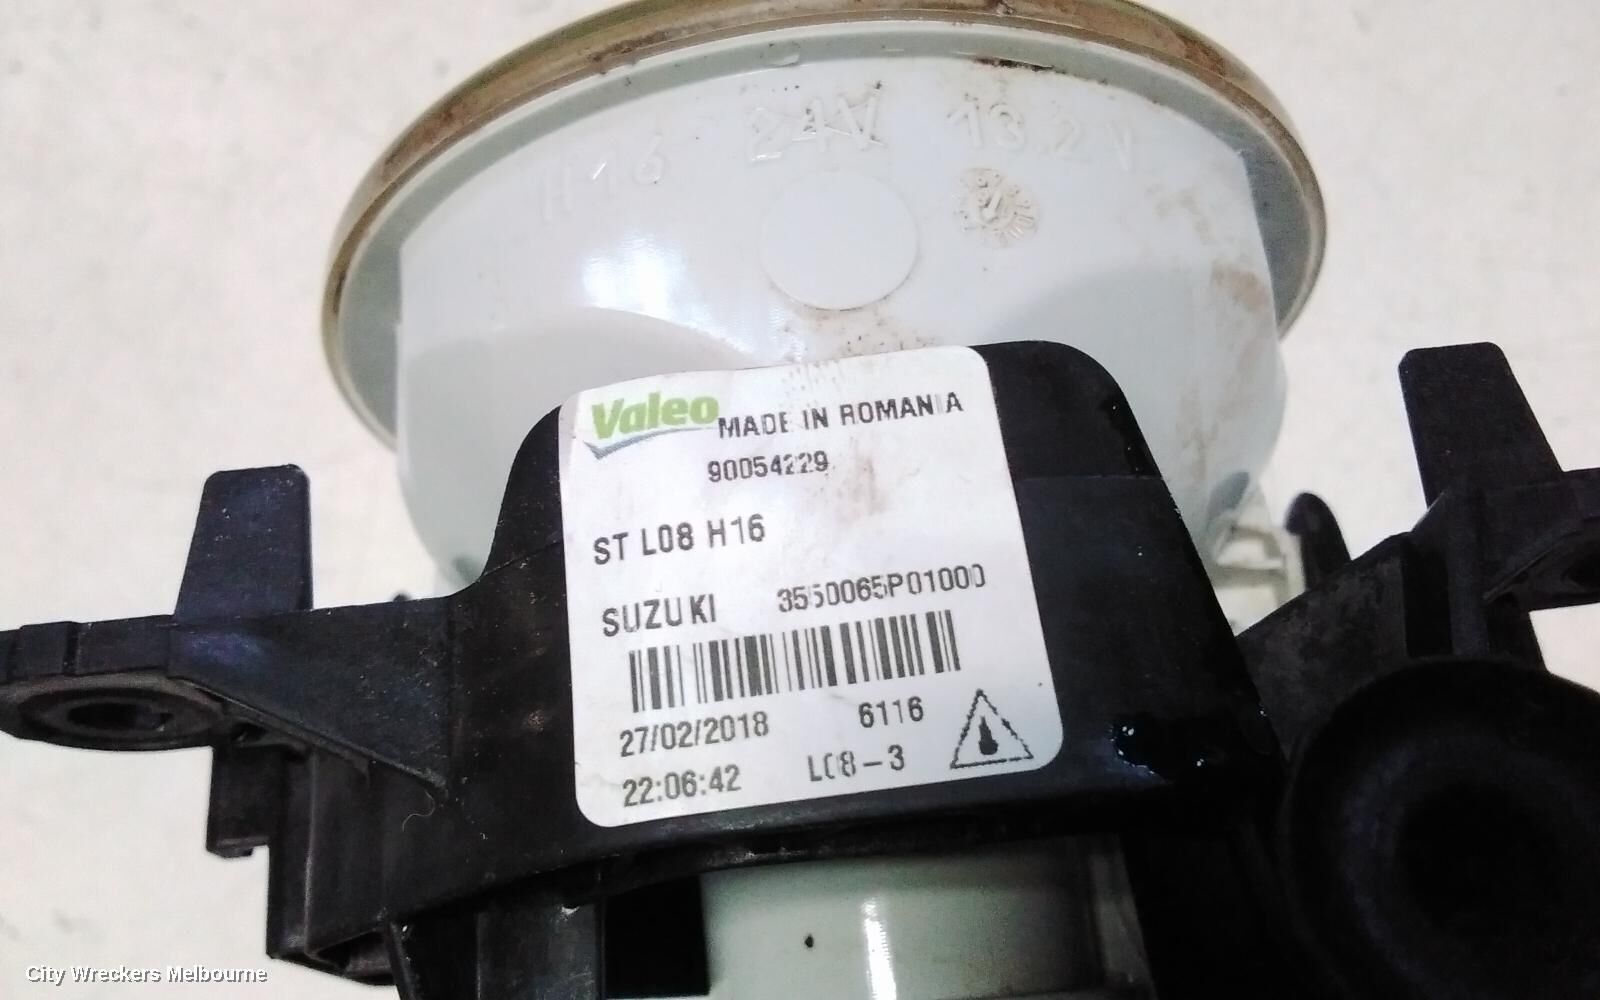 H16 24V 13.2V
Valeo MADE IN ROMANIA
90054229
ST L08 H16
SUZUKI 3550065P01000
27/02/2018 6116
22:06:42 L08-3
City Wreckers Melbourne